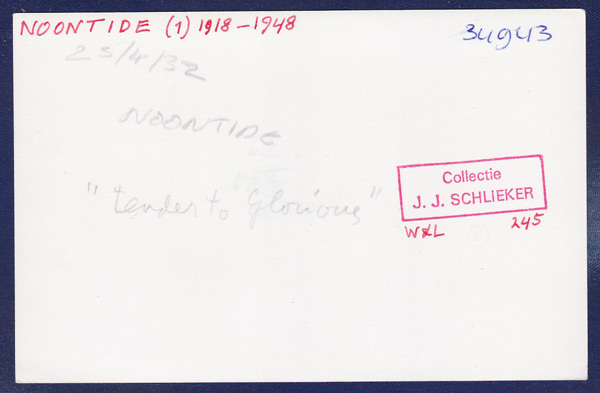 NOONTIDE (1) 1918-1948
34943
25/4/32
NOONTIDE
"tender to Glorious"
Collectie
J. J. SCHLIEKER
W&L 245